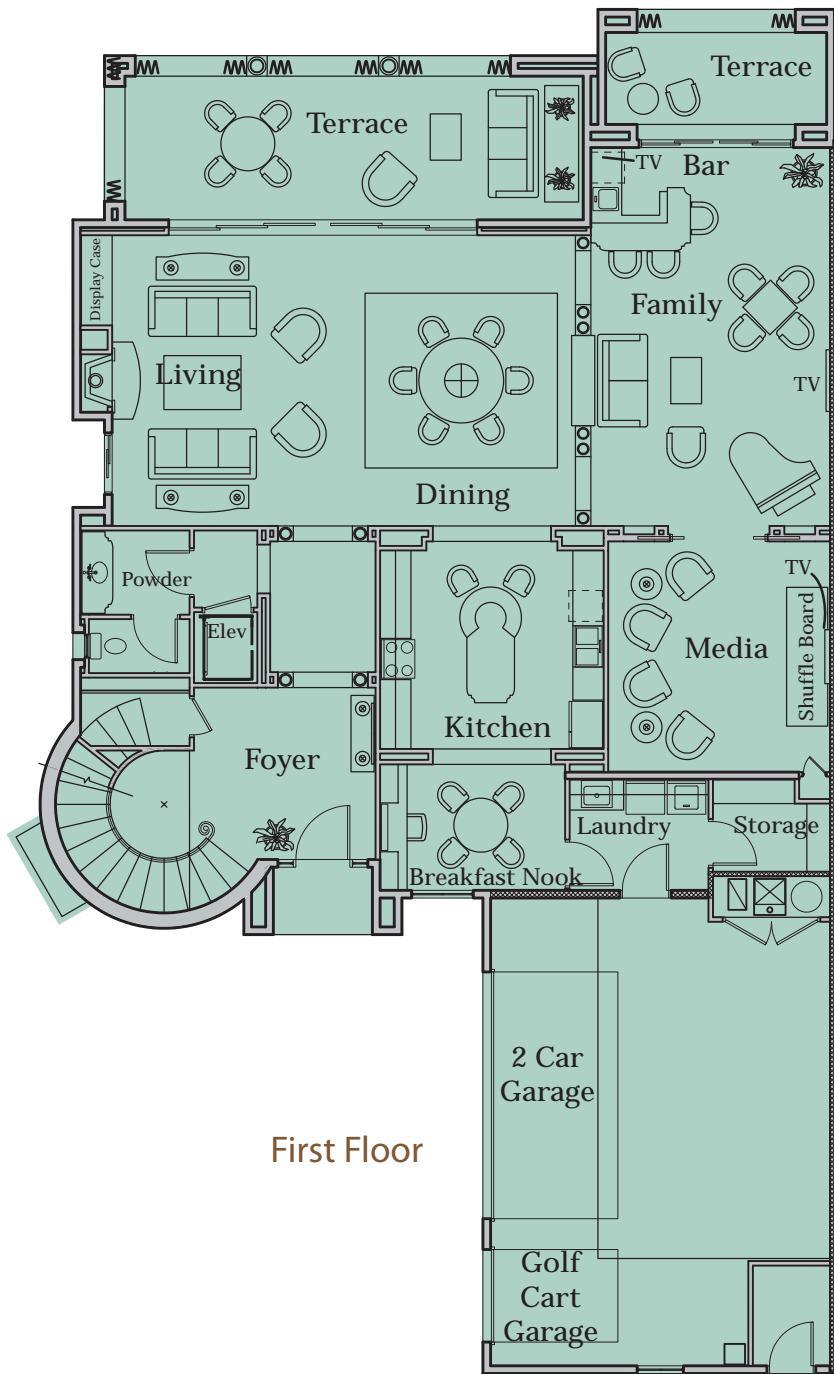 Terrace
Terrace
TV
Bar
Display Case
Family
Living
TV
Dining
Powder
TV
Elev
Media
Shuffle Board
Kitchen
Foyer
Laundry
Storage
Breakfast Nook
2 Car
Garage
First Floor
Golf
Cart
Garage